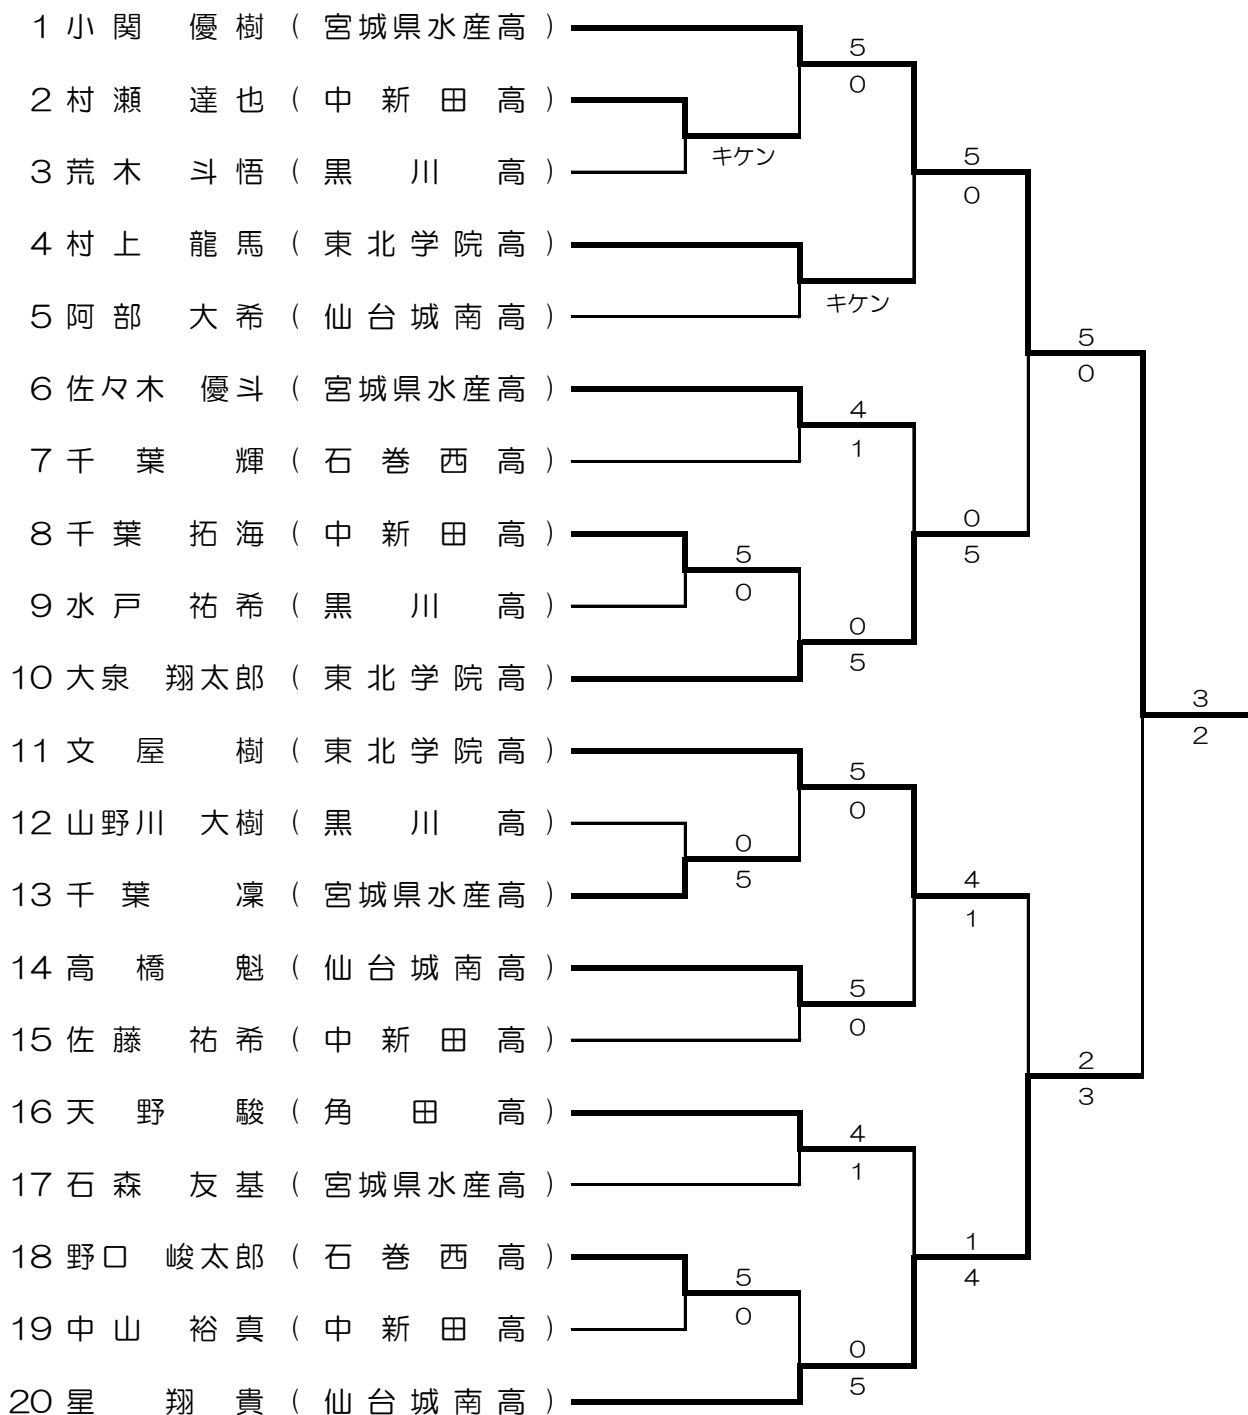 1 小関 優樹 ( 宮城県水産高 )
5
0
2 村瀬 達也 ( 中新田高 )
キケン
5
3 荒木 斗悟 ( 黒川高 )
0
4 村上 龍馬 ( 東北学院高 )
キケン
5 阿部 大希 ( 仙台城南高 )
5
0
6 佐々木 優斗 ( 宮城県水産高 )
4
1
7 千葉 輝 ( 石巻西高 )
0
8 千葉 拓海 ( 中新田高 )
5
5
0
9 水戸 祐希 ( 黒川高 )
0
5
10 大泉 翔太郎 ( 東北学院高 )
3
2
11 文屋 樹 ( 東北学院高 )
5
0
12 山野川 大樹 ( 黒川高 )
0
5
4
13 千葉 凜 ( 宮城県水産高 )
1
14 高橋 魁 ( 仙台城南高 )
5
0
15 佐藤 祐希 ( 中新田高 )
2
3
16 天野 駿 ( 角田高 )
4
1
17 石森 友基 ( 宮城県水産高 )
1
18 野口 峻太郎 ( 石巻西高 )
4
5
0
19 中山 裕真 ( 中新田高 )
0
5
20 星 翔貴 ( 仙台城南高 )